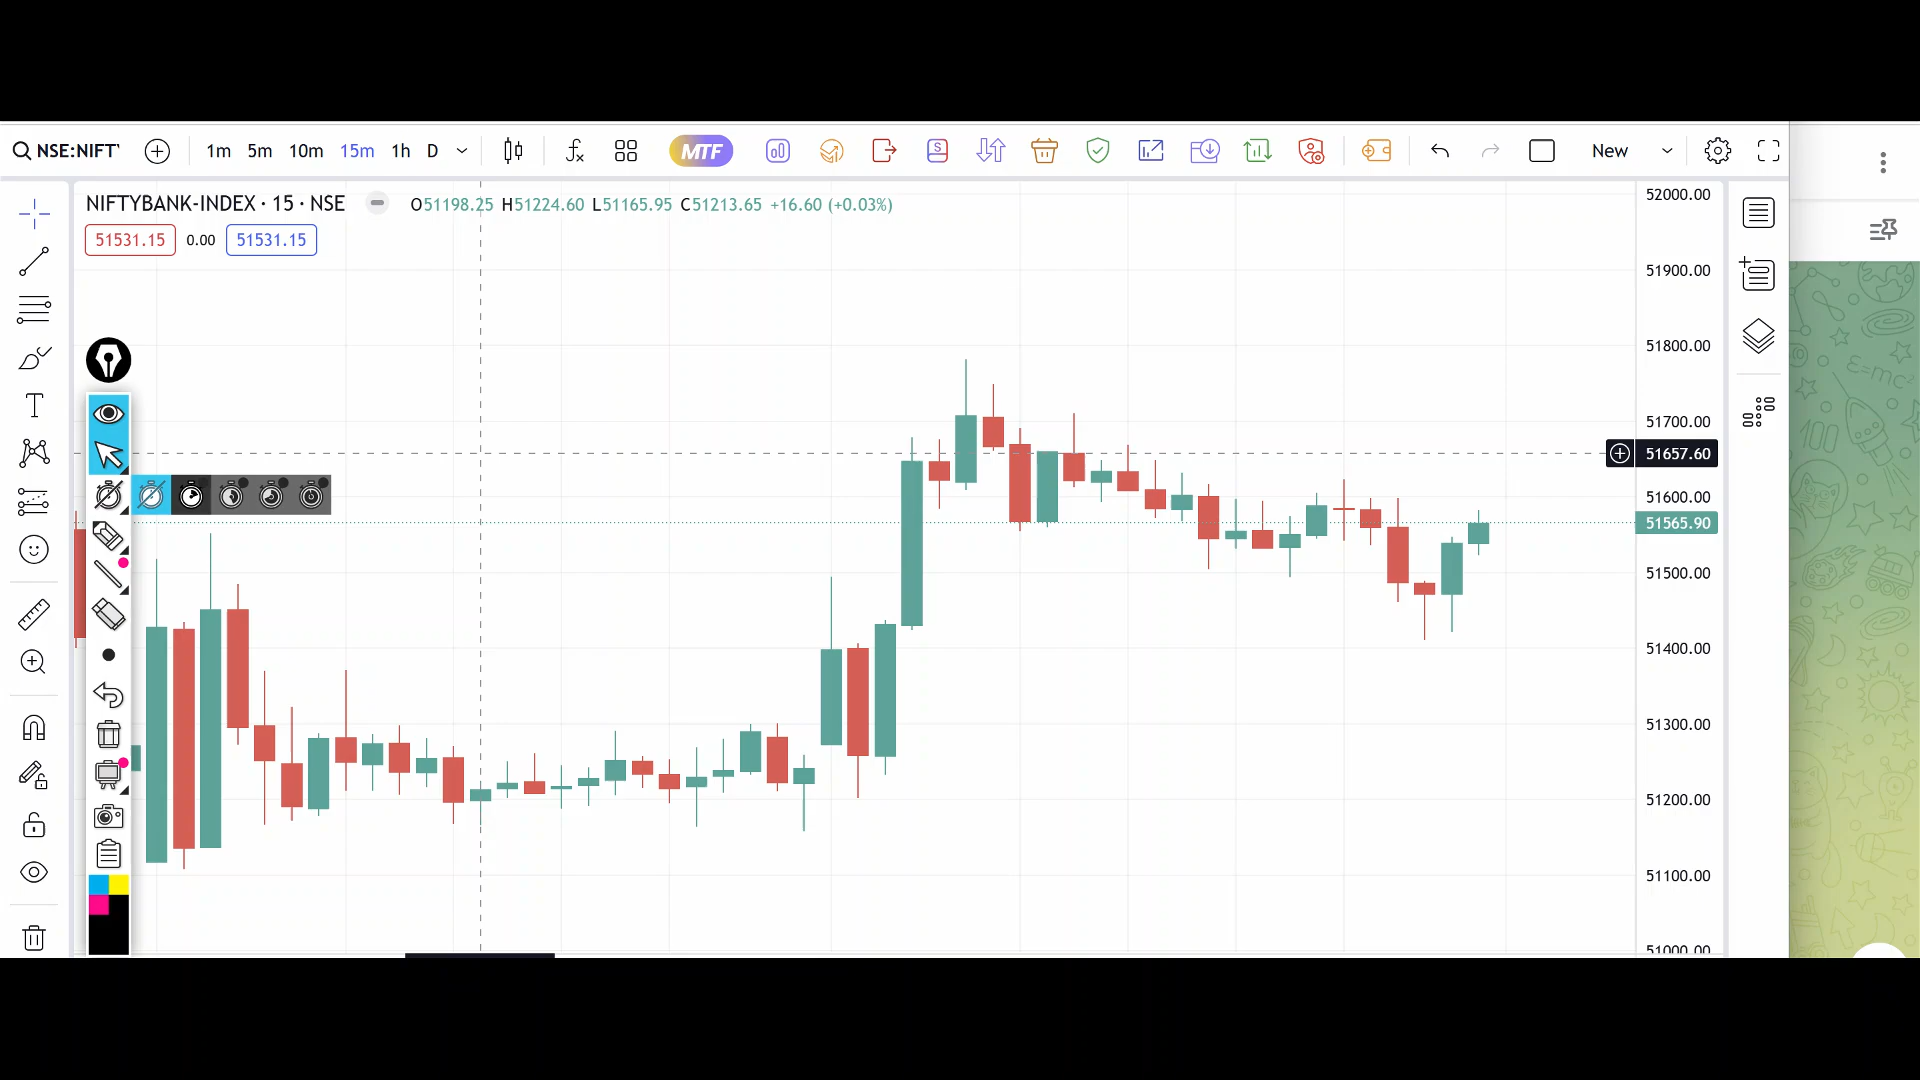 NSE:NIFT
1m 5m 10m 15m 1h D
MTF
S
New
NIFTYBANK-INDEX · 15 · NSE
O51198.25 H51224.60 L51165.95 C51213.65 +16.60 (+0.03%)
51531.15 0.00 51531.15
52000.00
51900.00
51800.00
51700.00
51657.60
51600.00
51565.90
51500.00
51400.00
51300.00
51200.00
51100.00
51000.00
T
E=mc²